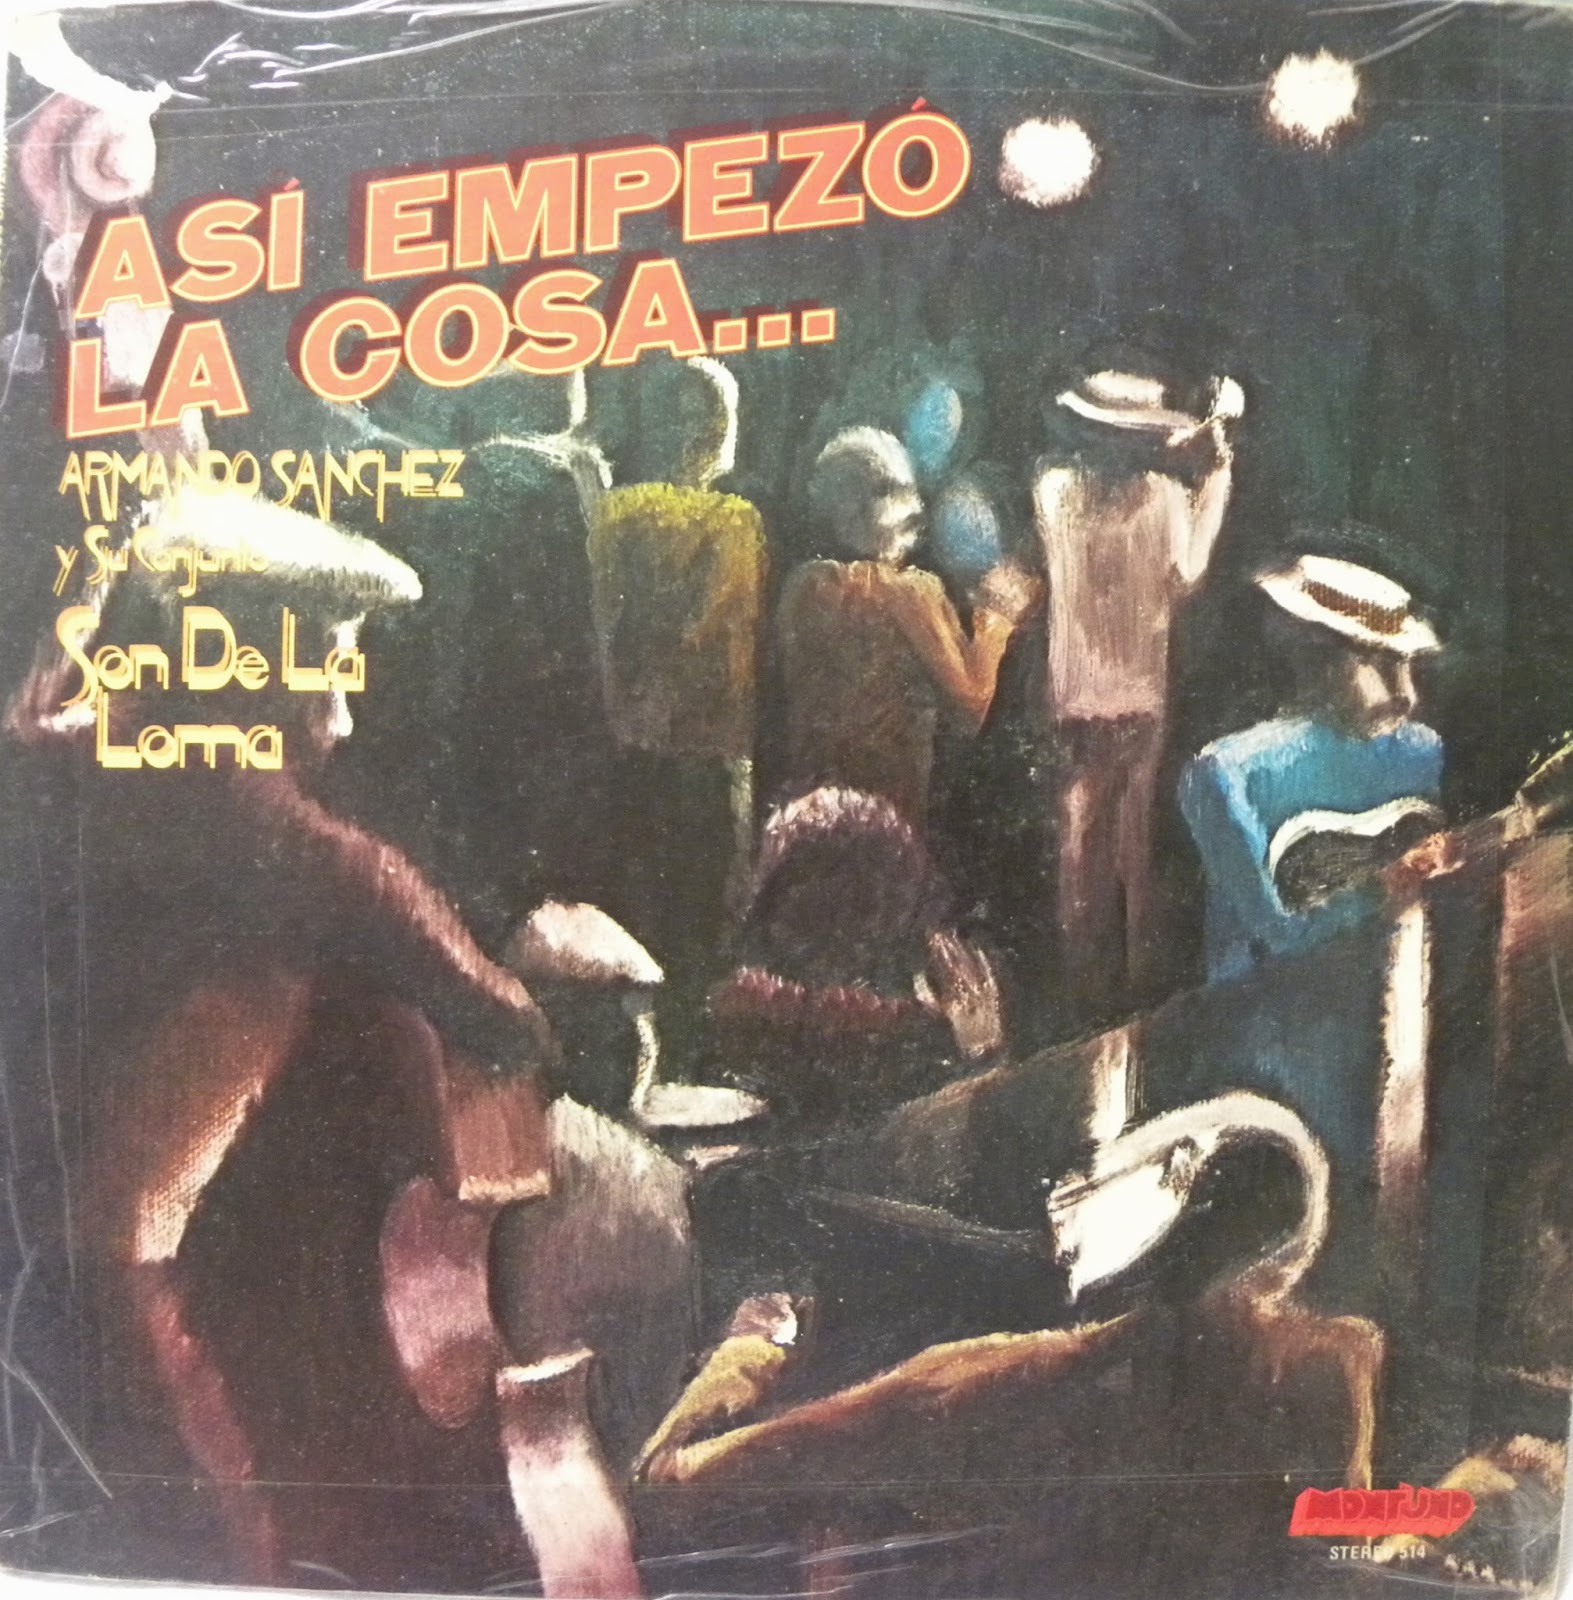 ASÍ EMPEZÓ
LA COSA...
ARMANDO SANCHEZ
y Su Conjunto
Son De La
Loma
MONTUNO
STEREO 514